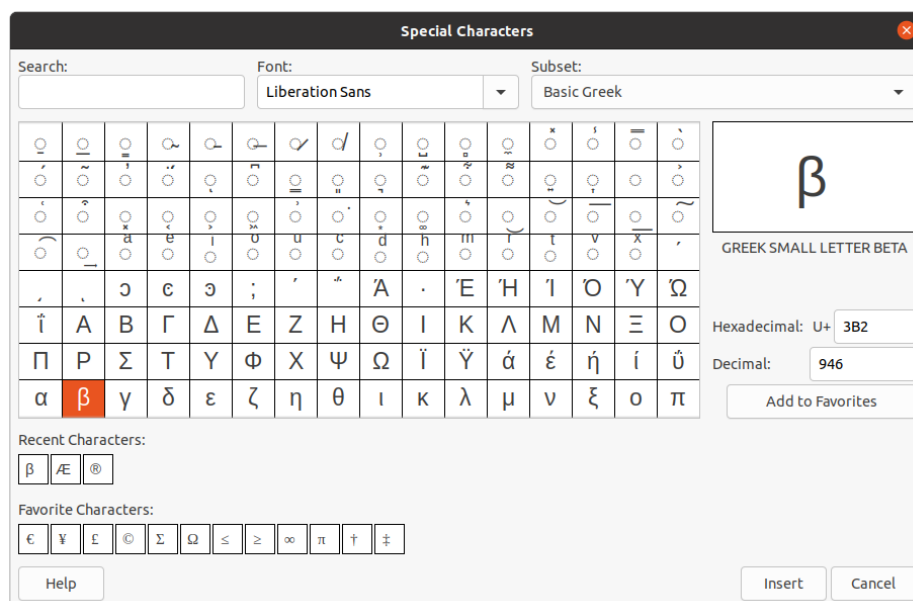 Special Characters
Search:
Font:
Subset:
Liberation Sans
Basic Greek
β
GREEK SMALL LETTER BETA
ͻ ͼ ͽ ; ΄ ΅ Ά · Έ Ή Ί Ό Ύ Ώ
ΐ Α Β Γ Δ Ε Ζ Η Θ Ι Κ Λ Μ Ν Ξ Ο
Π Ρ Σ Τ Υ Φ Χ Ψ Ω Ϊ Ϋ ά έ ή ί ΰ
α β γ δ ε ζ η θ ι κ λ μ ν ξ ο π
Hexadecimal: U+ 3B2
Decimal: 946
Add to Favorites
Recent Characters:
β Æ ®
Favorite Characters:
€ ¥ £ © Σ Ω ≤ ≥ ∞ π † ‡
Help
Insert
Cancel